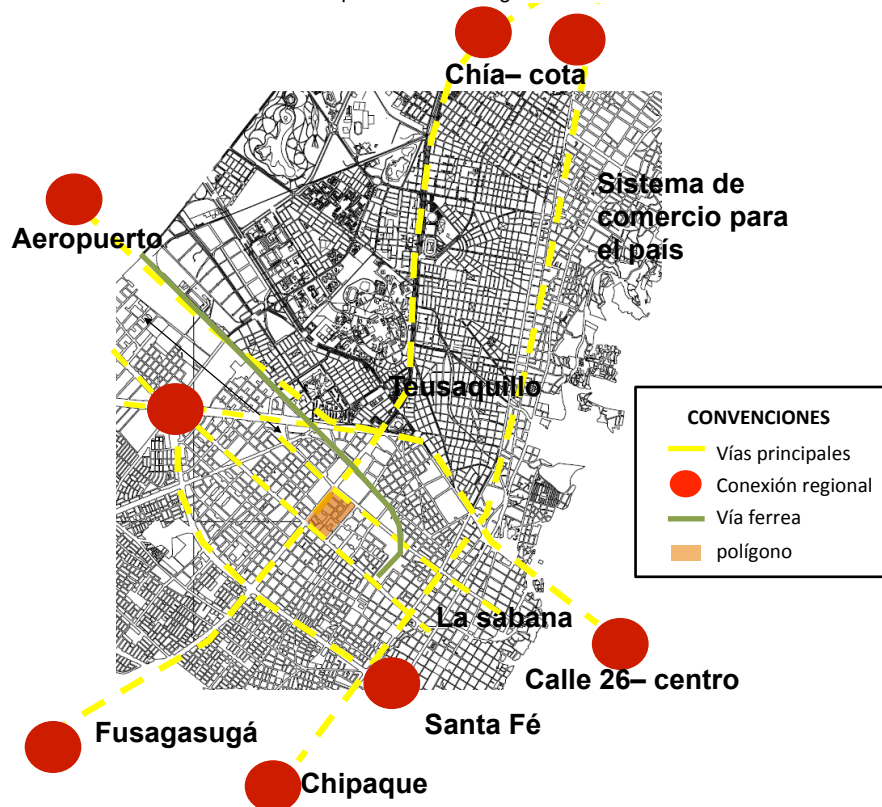 Chía– cota
Sistema de
comercio para
el país
Aeropuerto
Teusaquillo
CONVENCIONES
Vías principales
Conexión regional
Vía ferrea
polígono
La sabana
Calle 26– centro
Santa Fé
Fusagasugá
Chipaque